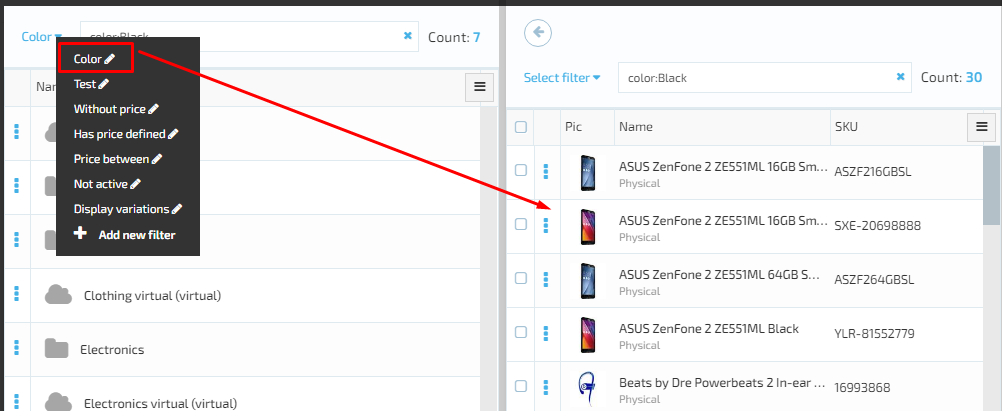 Color
color:Black
Count: 7
Color
Test
Without price
Has price defined
Price between
Not active
Display variations
Add new filter
Clothing virtual (virtual)
Electronics
Electronics virtual (virtual)
Select filter
color:Black
Count: 30
Pic Name SKU
ASUS ZenFone 2 ZE551ML 16GB Sm... ASZF216GBSL
Physical
ASUS ZenFone 2 ZE551ML 16GB Sm... SXE-20698888
Physical
ASUS ZenFone 2 ZE551ML 64GB S... ASZF264GBSL
Physical
ASUS ZenFone 2 ZE551ML Black YLR-81552779
Physical
Beats by Dre Powerbeats 2 In-ear ... 16993868
Physical